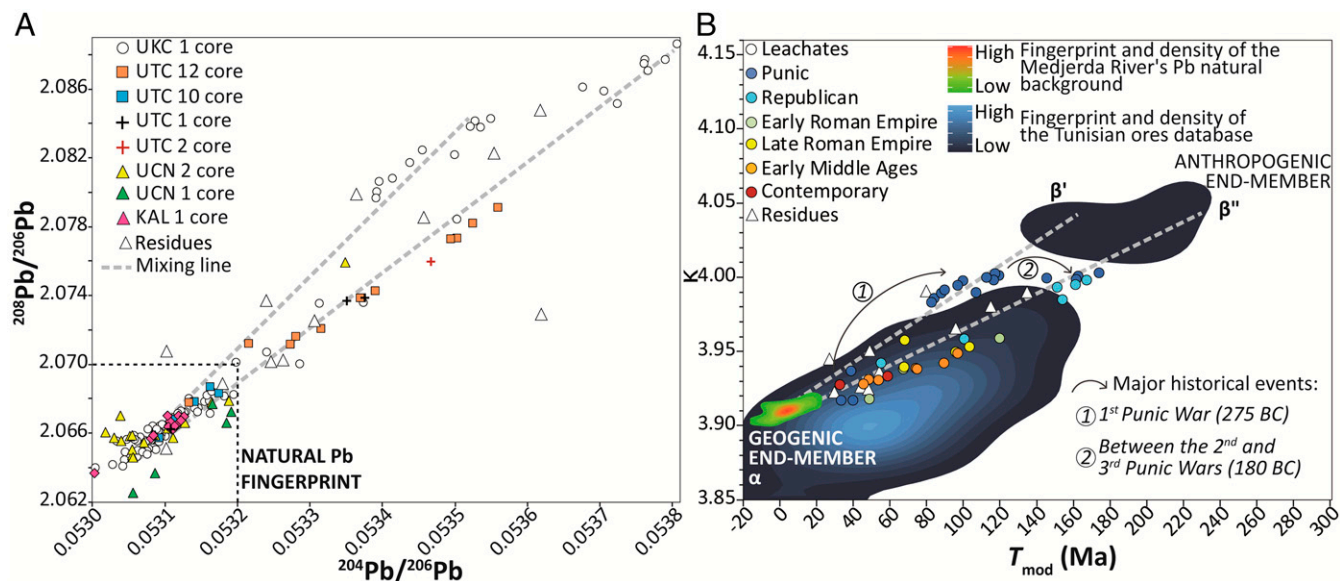 A
UKC 1 core
UTC 12 core
UTC 10 core
UTC 1 core
UTC 2 core
UCN 2 core
UCN 1 core
KAL 1 core
Residues
Mixing line
²⁰⁸Pb/²⁰⁶Pb
2.086
2.082
2.078
2.074
2.070
2.066
2.062
NATURAL Pb
FINGERPRINT
0.0530
0.0531
0.0532
0.0533
0.0534
0.0535
0.0536
0.0537
0.0538
²⁰⁴Pb/²⁰⁶Pb
B
Leachates
Punic
Republican
Early Roman Empire
Late Roman Empire
Early Middle Ages
Contemporary
Residues
High
Low
Fingerprint and density of the
Medjerda River's Pb natural
background
High
Low
Fingerprint and density of
the Tunisian ores database
ANTHROPOGENIC
END-MEMBER
β'
β"
1
2
GEOGENIC
END-MEMBER
α
Major historical events:
1 1ˢᵗ Punic War (275 BC)
2 Between the 2ⁿᵈ and
3ʳᵈ Punic Wars (180 BC)
K
4.15
4.10
4.05
4.00
3.95
3.90
3.85
-20 0 20 40 60 80 100 120 140 160 180 200 220 240 260 280 300
Tmod (Ma)